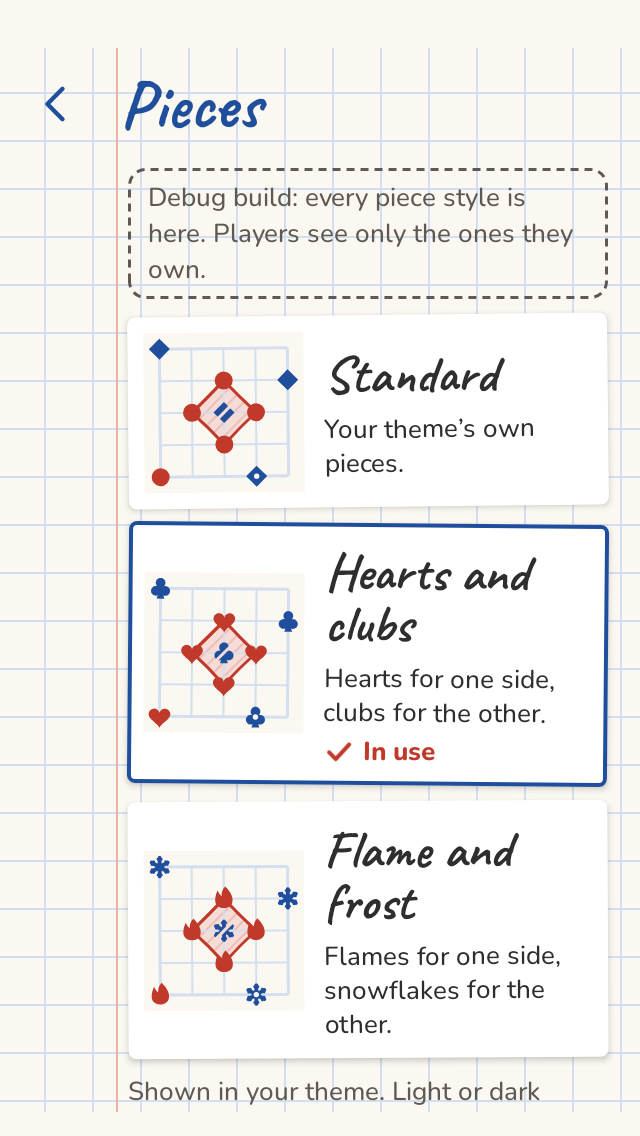 Pieces
Debug build: every piece style is
here. Players see only the ones they
own.
Standard
Your theme’s own
pieces.
Hearts and
clubs
Hearts for one side,
clubs for the other.
In use
Flame and
frost
Flames for one side,
snowflakes for the
other.
Shown in your theme. Light or dark